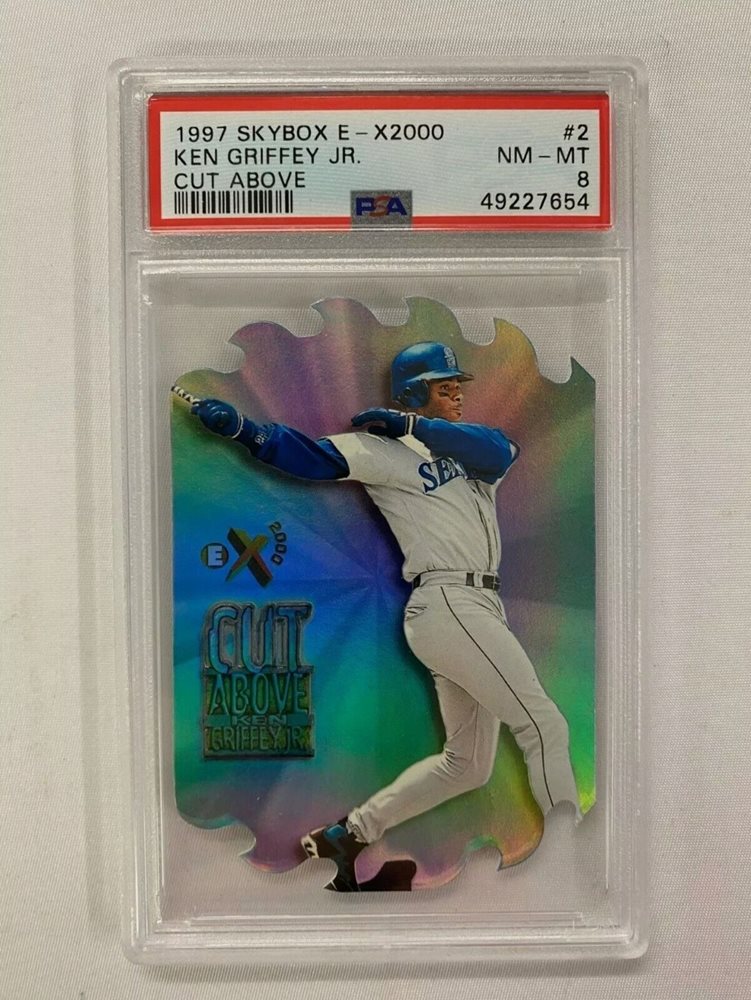 1997 SKYBOX E-X2000 #2
KEN GRIFFEY JR. NM-MT
CUT ABOVE 8
PSA 49227654
SEA
E X 2000
CUT
ABOVE
KEN
GRIFFEY JR.